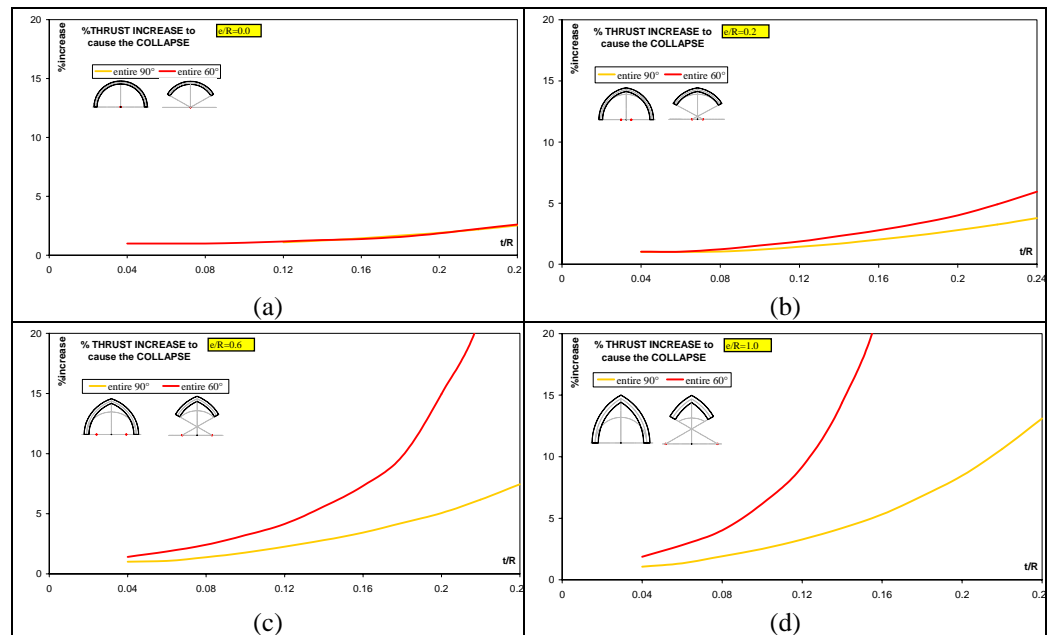 % THRUST INCREASE to e/R=0.0
cause the COLLAPSE
%increase
entire 90° entire 60°
20
15
10
5
0
0 0.04 0.08 0.12 0.16 0.2 0.2
t/R
(a)
% THRUST INCREASE to e/R=0.2
cause the COLLAPSE
%increase
entire 90° entire 60°
20
15
10
5
0
0 0.04 0.08 0.12 0.16 0.2 0.24
t/R
(b)
% THRUST INCREASE to e/R=0.6
cause the COLLAPSE
%increase
entire 90° entire 60°
20
15
10
5
0
0 0.04 0.08 0.12 0.16 0.2 0.24
t/R
(c)
% THRUST INCREASE to e/R=1.0
cause the COLLAPSE
%increase
entire 90° entire 60°
20
15
10
5
0
0 0.04 0.08 0.12 0.16 0.2 0.2
t/R
(d)